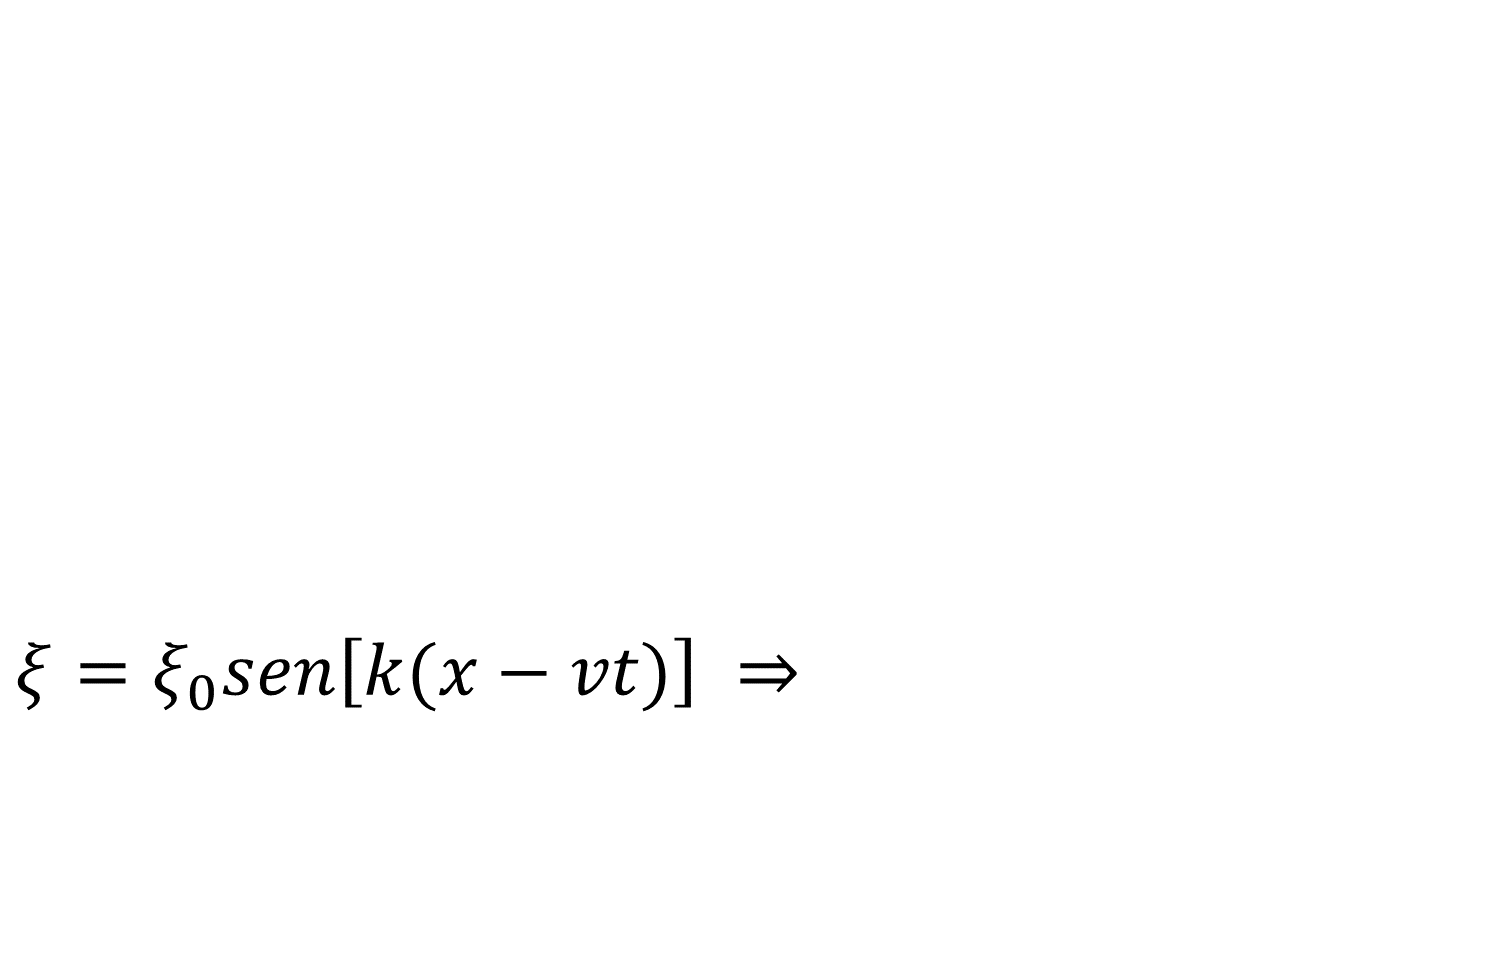 ξ = ξ₀sen[k(x − vt)] ⇒